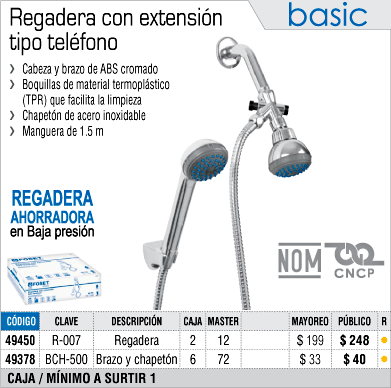 Regadera con extensión
tipo teléfono
basic
› Cabeza y brazo de ABS cromado
› Boquillas de material termoplástico
(TPR) que facilita la limpieza
› Chapetón de acero inoxidable
› Manguera de 1.5 m
REGADERA
AHORRADORA
en Baja presión
FOSET
NOM
CNCP
CÓDIGO CLAVE DESCRIPCIÓN CAJA MASTER MAYOREO PÚBLICO R
49450 R-007 Regadera 2 12 $ 199 $ 248
49378 BCH-500 Brazo y chapetón 6 72 $ 33 $ 40
CAJA / MÍNIMO A SURTIR 1